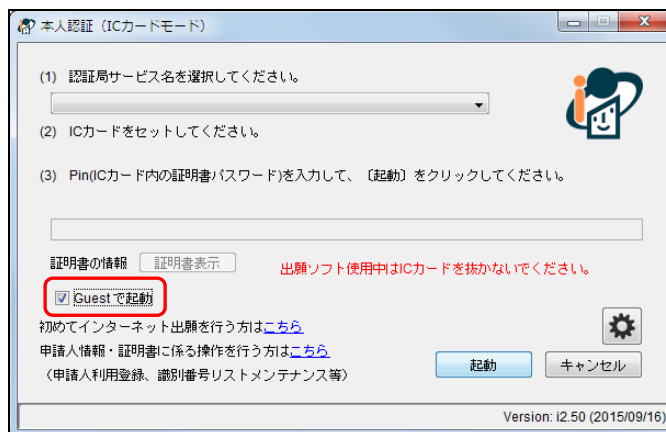 本人認証（ICカードモード）
(1) 認証局サービス名を選択してください。
(2) ICカードをセットしてください。
(3) Pin(ICカード内の証明書パスワード)を入力して、〔起動〕をクリックしてください。
証明書の情報 証明書表示 出願ソフト使用中はICカードを抜かないでください。
Guestで起動
初めてインターネット出願を行う方はこちら
申請人情報・証明書に係る操作を行う方はこちら
（申請人利用登録、識別番号リストメンテナンス等）
起動 キャンセル
Version: i2.50 (2015/09/16)